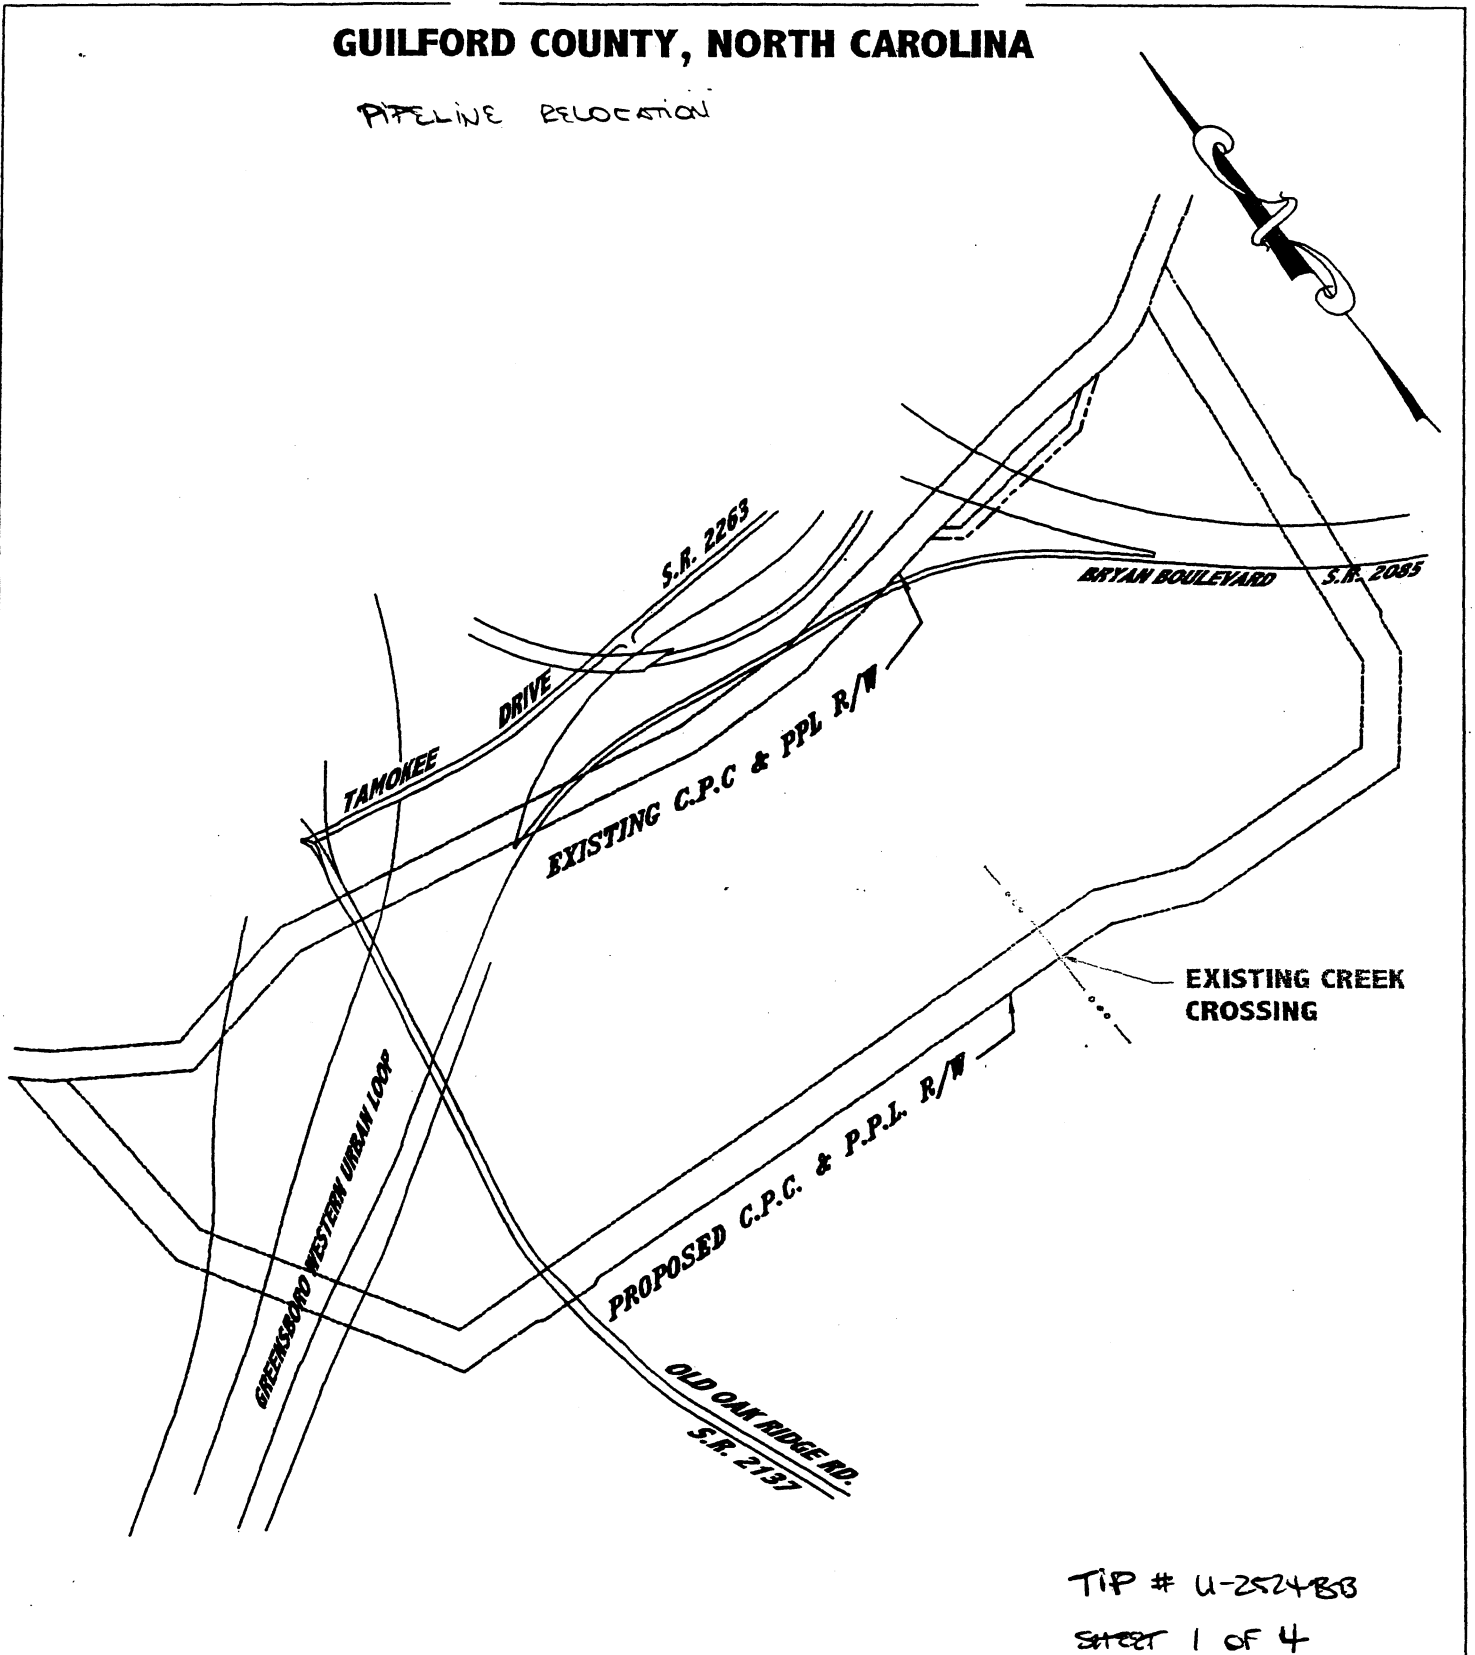 GUILFORD COUNTY, NORTH CAROLINA
PIPELINE RELOCATION
S.R. 2263
DRIVE
TAMOKEE
BRYAN BOULEVARD S.R. 2085
EXISTING C.P.C & PPL R/W
EXISTING CREEK
CROSSING
GREENSBORO WESTERN URBAN LOOP
PROPOSED C.P.C. & P.P.L. R/W
OLD OAK RIDGE RD.
S.R. 2137
TIP # U-2524BB
SHEET 1 OF 4